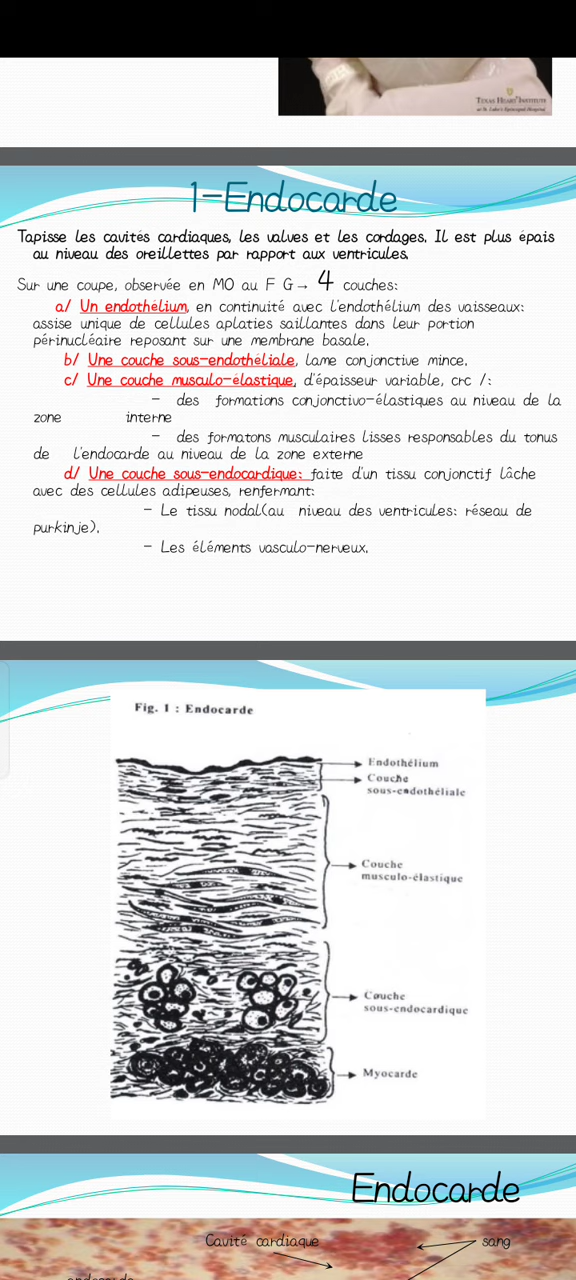 TEXAS HEART INSTITUTE
at St. Luke's Episcopal Hospital
1-Endocarde
Tapisse les cavités cardiaques, les valves et les cordages. Il est plus épais
au niveau des oreillettes par rapport aux ventricules.
Sur une coupe, observée en MO au F G→ 4 couches:
a/ Un endothélium, en continuité avec l'endothélium des vaisseaux:
assise unique de cellules aplaties saillantes dans leur portion
périnucléaire reposant sur une membrane basale.
b/ Une couche sous-endothéliale, lame conjonctive mince.
c/ Une couche musculo-élastique, d'épaisseur variable, crc /:
- des formations conjonctivo-élastiques au niveau de la
zone interne
- des formatons musculaires lisses responsables du tonus
de l'endocarde au niveau de la zone externe
d/ Une couche sous-endocardique: faite d'un tissu conjonctif lâche
avec des cellules adipeuses, renfermant:
- Le tissu nodal(au niveau des ventricules: réseau de
purkinje).
- Les éléments vasculo-nerveux.
Fig. 1 : Endocarde
Endothélium
Couche
sous-endothéliale
Couche
musculo-élastique
Couche
sous-endocardique
Myocarde
Endocarde
Cavité cardiaque
sang
endocarde